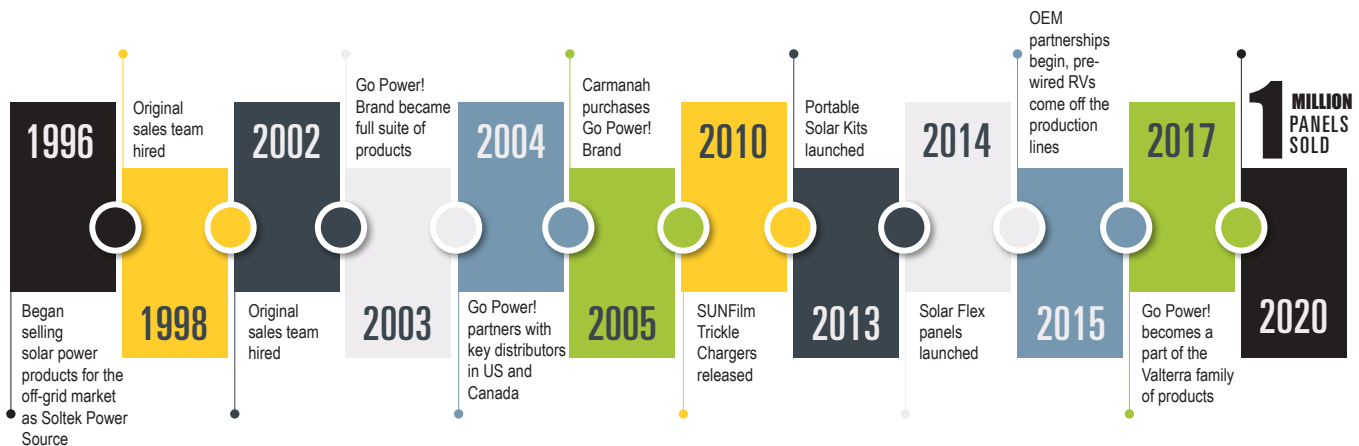 1996
Began
selling
solar power
products for the
off-grid market
as Soltek Power
Source
Original
sales team
hired
1998
2002
Original
sales team
hired
Go Power!
Brand became
full suite of
products
2003
2004
Go Power!
partners with
key distributors
in US and
Canada
Carmanah
purchases
Go Power!
Brand
2005
2010
SUNFilm
Trickle
Chargers
released
Portable
Solar Kits
launched
2013
2014
Solar Flex
panels
launched
OEM
partnerships
begin, pre-
wired RVs
come off the
production
lines
2015
2017
Go Power!
becomes a
part of the
Valterra family
of products
1 MILLION
PANELS
SOLD
2020